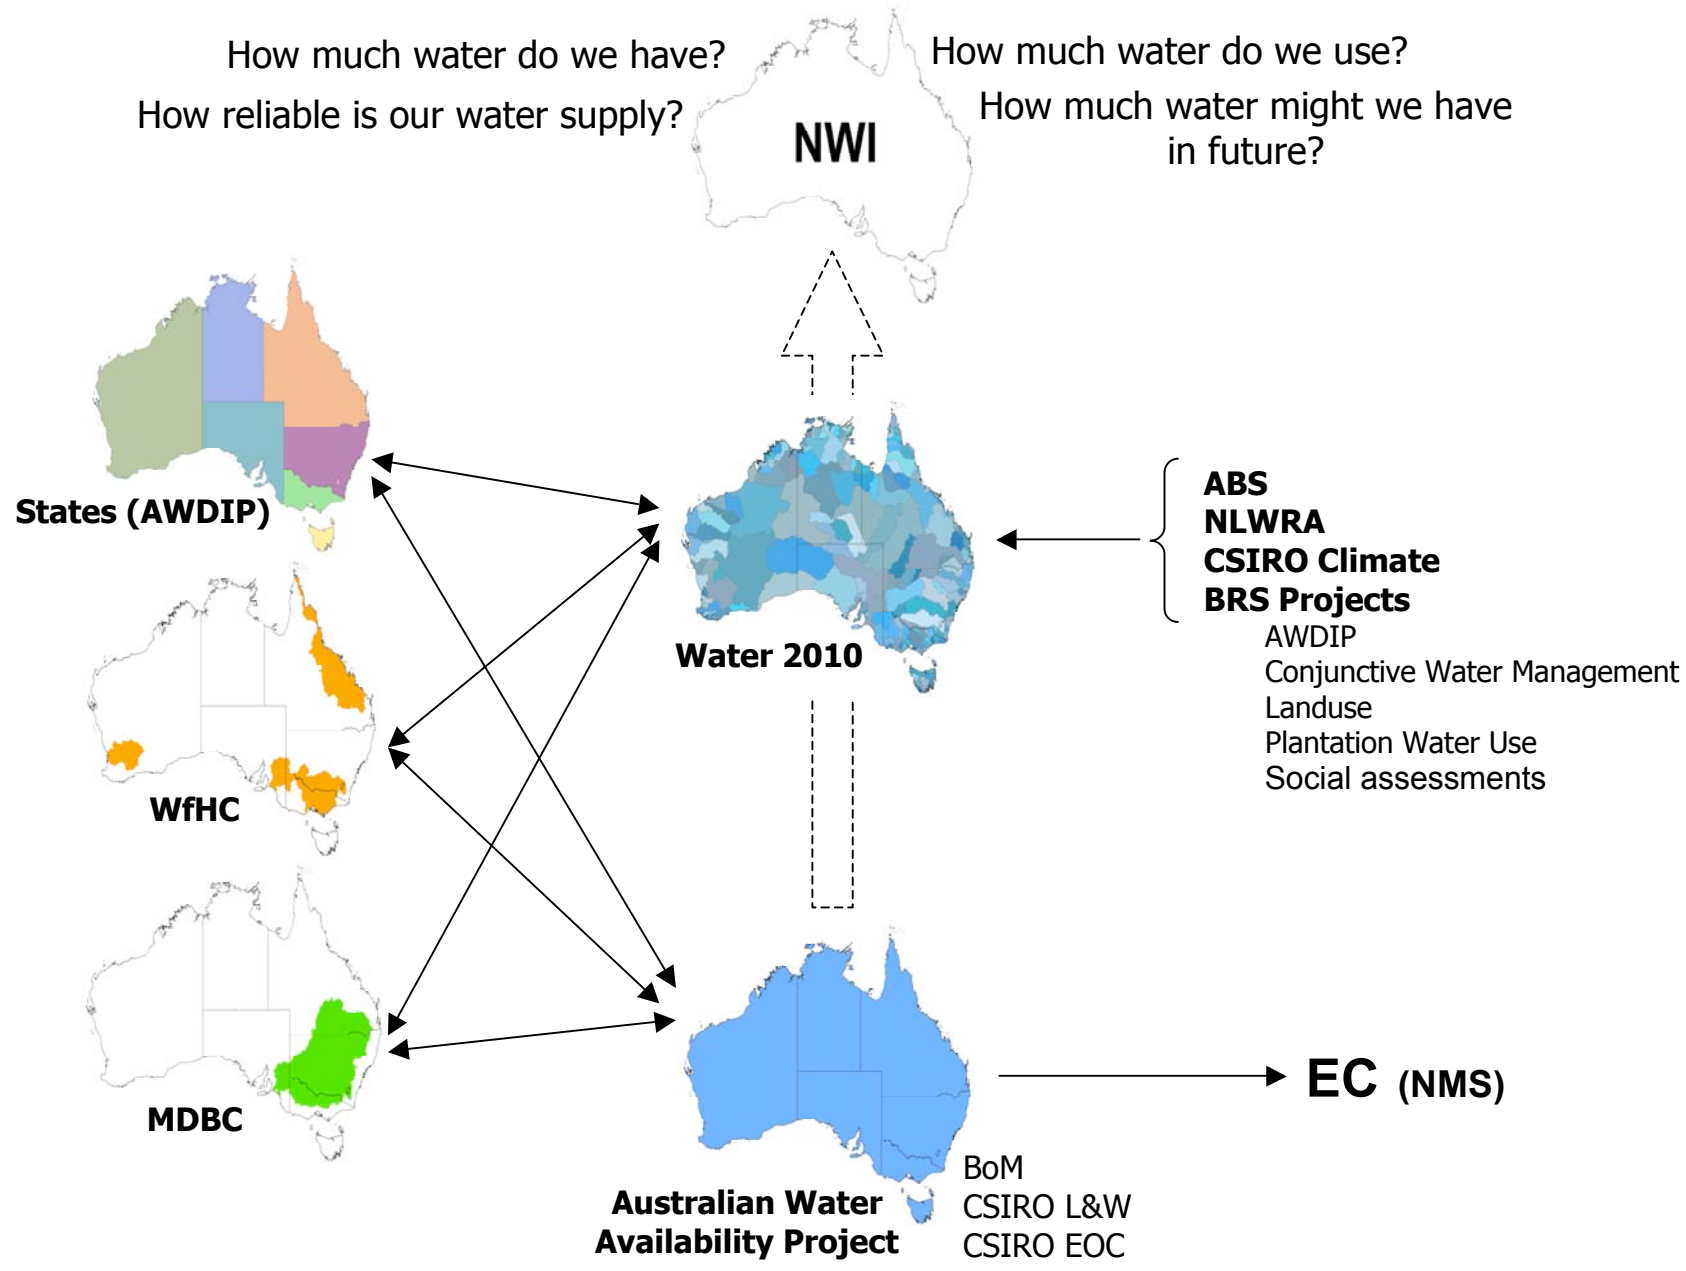 How much water do we have?
How reliable is our water supply?
NWI
How much water do we use?
How much water might we have
in future?
States (AWDIP)
WfHC
MDBC
Water 2010
ABS
NLWRA
CSIRO Climate
BRS Projects
AWDIP
Conjunctive Water Management
Landuse
Plantation Water Use
Social assessments
Australian Water
Availability Project
BoM
CSIRO L&W
CSIRO EOC
EC (NMS)